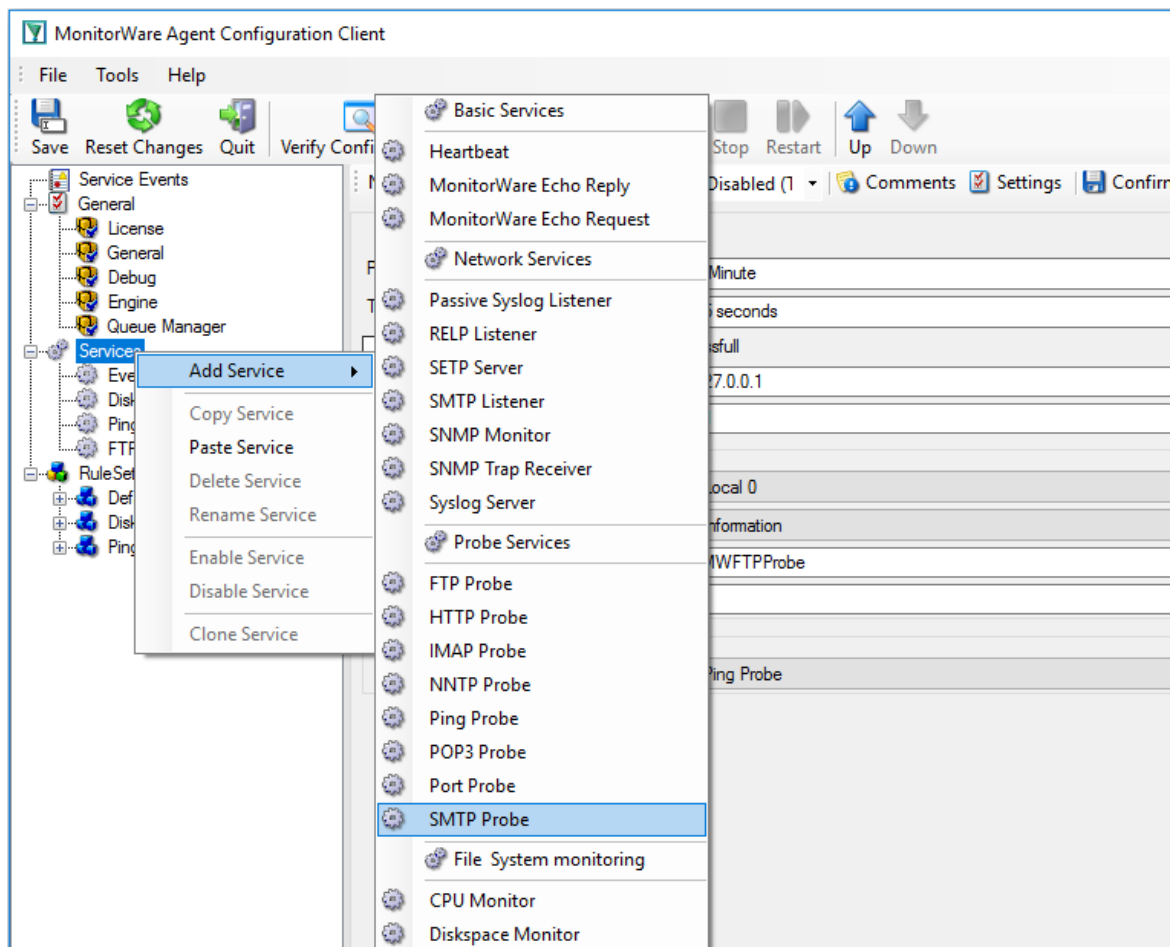 MonitorWare Agent Configuration Client
File Tools Help
Save Reset Changes Quit Verify Stop Restart Up Down
Service Events
General
License
General
Debug
Engine
Queue Manager
Services
RuleSet
Add Service
Copy Service
Paste Service
Delete Service
Rename Service
Enable Service
Disable Service
Clone Service
Basic Services
Heartbeat
MonitorWare Echo Reply
MonitorWare Echo Request
Network Services
Passive Syslog Listener
RELP Listener
SETP Server
SMTP Listener
SNMP Monitor
SNMP Trap Receiver
Syslog Server
Probe Services
FTP Probe
HTTP Probe
IMAP Probe
NNTP Probe
Ping Probe
POP3 Probe
Port Probe
SMTP Probe
File System monitoring
CPU Monitor
Diskspace Monitor
Disabled Comments Settings Confirm
Minute
seconds
ssfull
27.0.0.1
Local 0
nformation
MWFTPProbe
Ping Probe